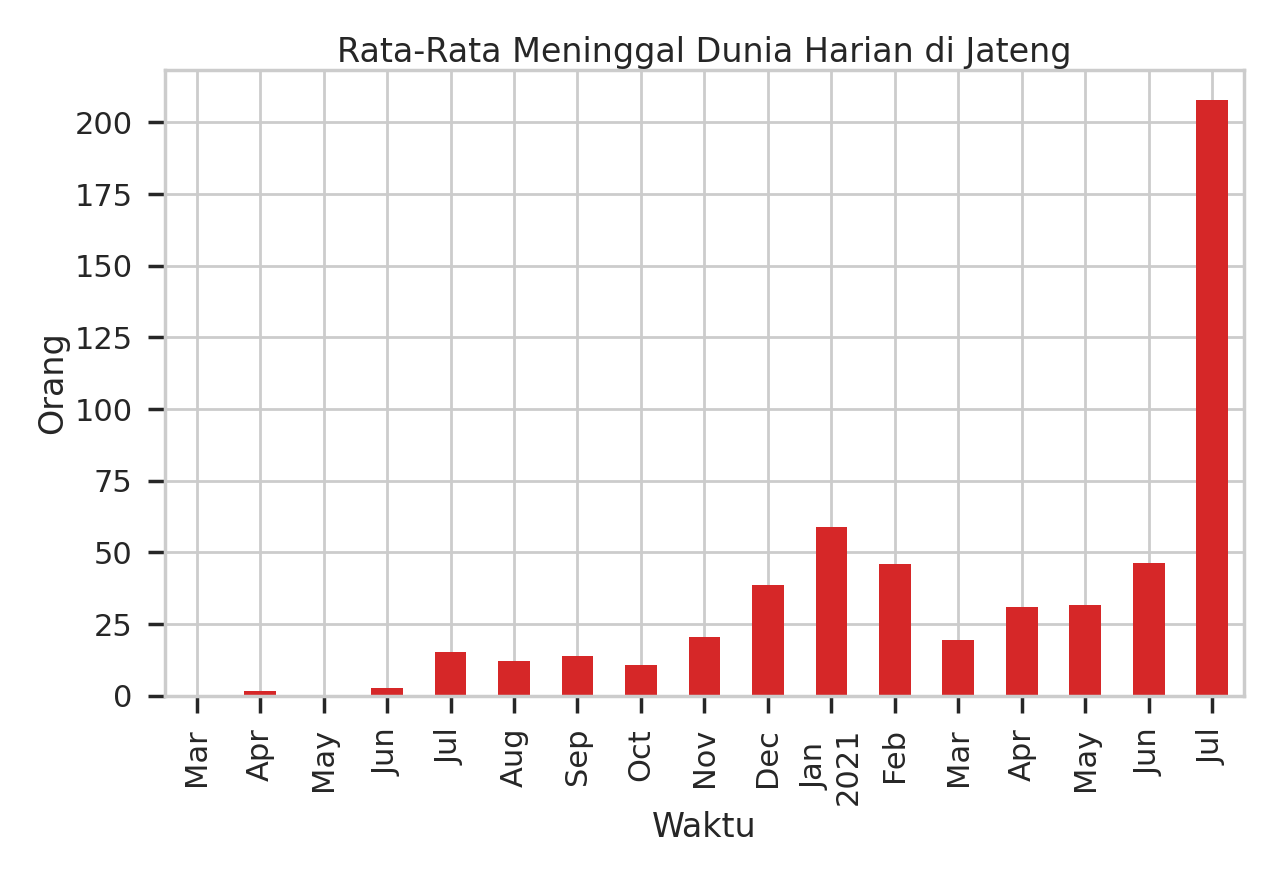 Rata-Rata Meninggal Dunia Harian di Jateng
Orang
200
175
150
125
100
75
50
25
0
Mar
Apr
May
Jun
Jul
Aug
Sep
Oct
Nov
Dec
Jan
2021
Feb
Mar
Apr
May
Jun
Jul
Waktu